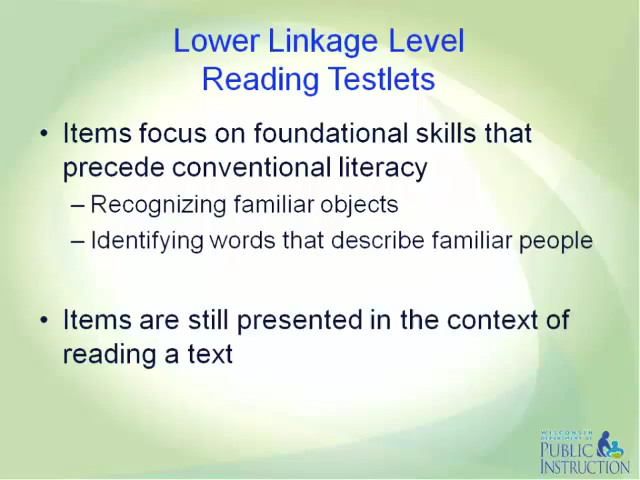 Lower Linkage Level
Reading Testlets
• Items focus on foundational skills that
precede conventional literacy
– Recognizing familiar objects
– Identifying words that describe familiar people
• Items are still presented in the context of
reading a text
WISCONSIN
DEPARTMENT OF
PUBLIC
INSTRUCTION